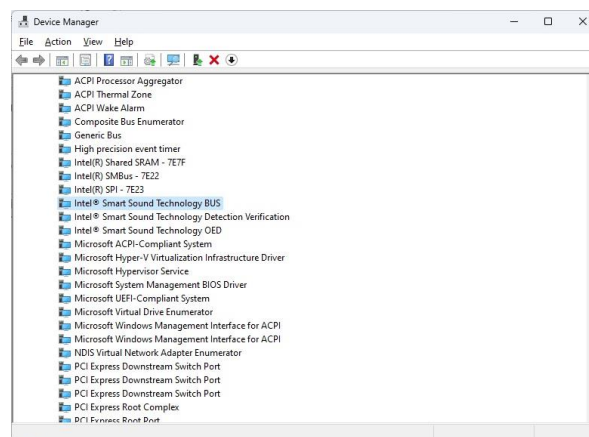 Device Manager
File Action View Help
ACPI Processor Aggregator
ACPI Thermal Zone
ACPI Wake Alarm
Composite Bus Enumerator
Generic Bus
High precision event timer
Intel(R) Shared SRAM - 7E7F
Intel(R) SMBus - 7E22
Intel(R) SPI - 7E23
Intel® Smart Sound Technology BUS
Intel® Smart Sound Technology Detection Verification
Intel® Smart Sound Technology OED
Microsoft ACPI-Compliant System
Microsoft Hyper-V Virtualization Infrastructure Driver
Microsoft Hypervisor Service
Microsoft System Management BIOS Driver
Microsoft UEFI-Compliant System
Microsoft Virtual Drive Enumerator
Microsoft Windows Management Interface for ACPI
Microsoft Windows Management Interface for ACPI
NDIS Virtual Network Adapter Enumerator
PCI Express Downstream Switch Port
PCI Express Downstream Switch Port
PCI Express Downstream Switch Port
PCI Express Root Complex
PCI Express Root Port